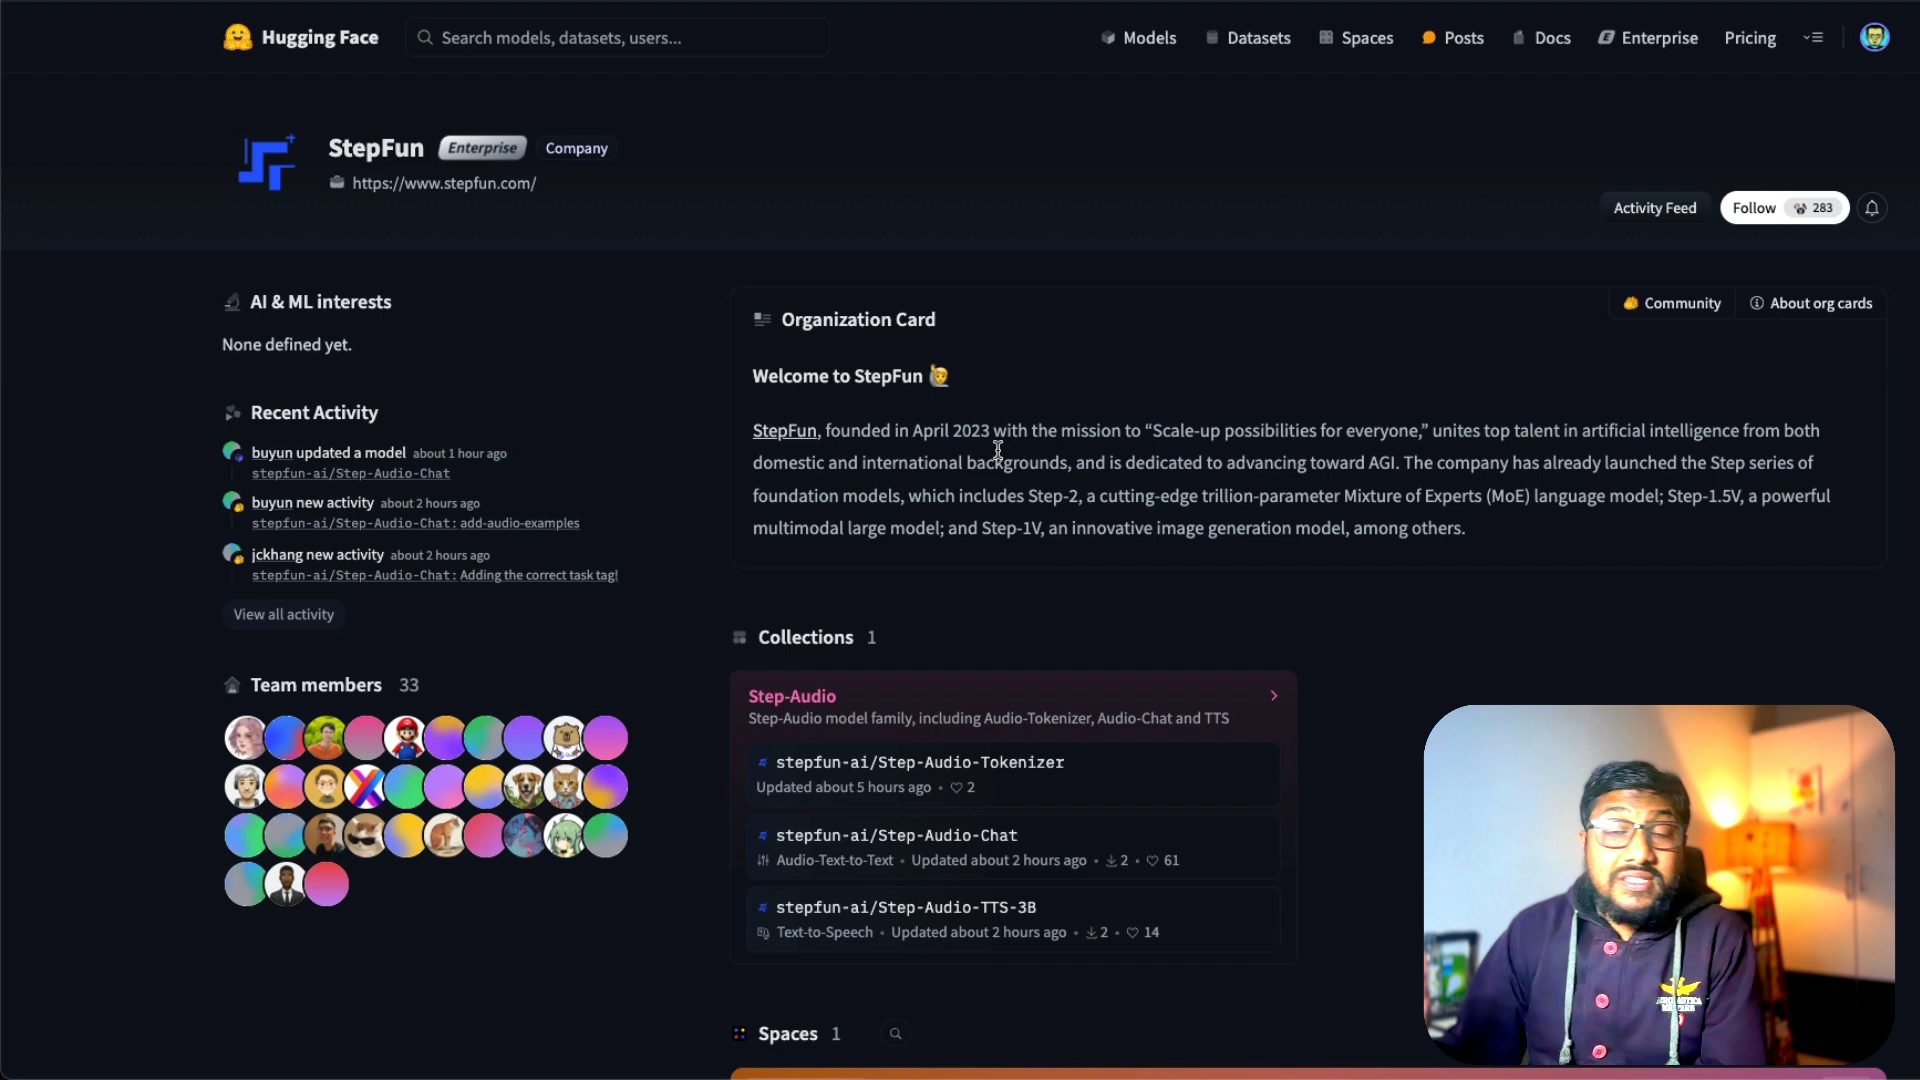 Hugging Face
Search models, datasets, users...
Models
Datasets
Spaces
Posts
Docs
Enterprise
Pricing
StepFun
Enterprise
Company
https://www.stepfun.com/
Activity Feed
Follow 283
AI & ML interests
None defined yet.
Recent Activity
buyun updated a model about 1 hour ago
stepfun-ai/Step-Audio-Chat
buyun new activity about 2 hours ago
stepfun-ai/Step-Audio-Chat: add-audio-examples
jckhang new activity about 2 hours ago
stepfun-ai/Step-Audio-Chat: Adding the correct task tag!
View all activity
Team members 33
Community
About org cards
Organization Card
Welcome to StepFun
StepFun, founded in April 2023 with the mission to “Scale-up possibilities for everyone,” unites top talent in artificial intelligence from both
domestic and international backgrounds, and is dedicated to advancing toward AGI. The company has already launched the Step series of
foundation models, which includes Step-2, a cutting-edge trillion-parameter Mixture of Experts (MoE) language model; Step-1.5V, a powerful
multimodal large model; and Step-1V, an innovative image generation model, among others.
Collections 1
Step-Audio
Step-Audio model family, including Audio-Tokenizer, Audio-Chat and TTS
stepfun-ai/Step-Audio-Tokenizer
Updated about 5 hours ago • 2
stepfun-ai/Step-Audio-Chat
Audio-Text-to-Text • Updated about 2 hours ago • 2 • 61
stepfun-ai/Step-Audio-TTS-3B
Text-to-Speech • Updated about 2 hours ago • 2 • 14
Spaces 1